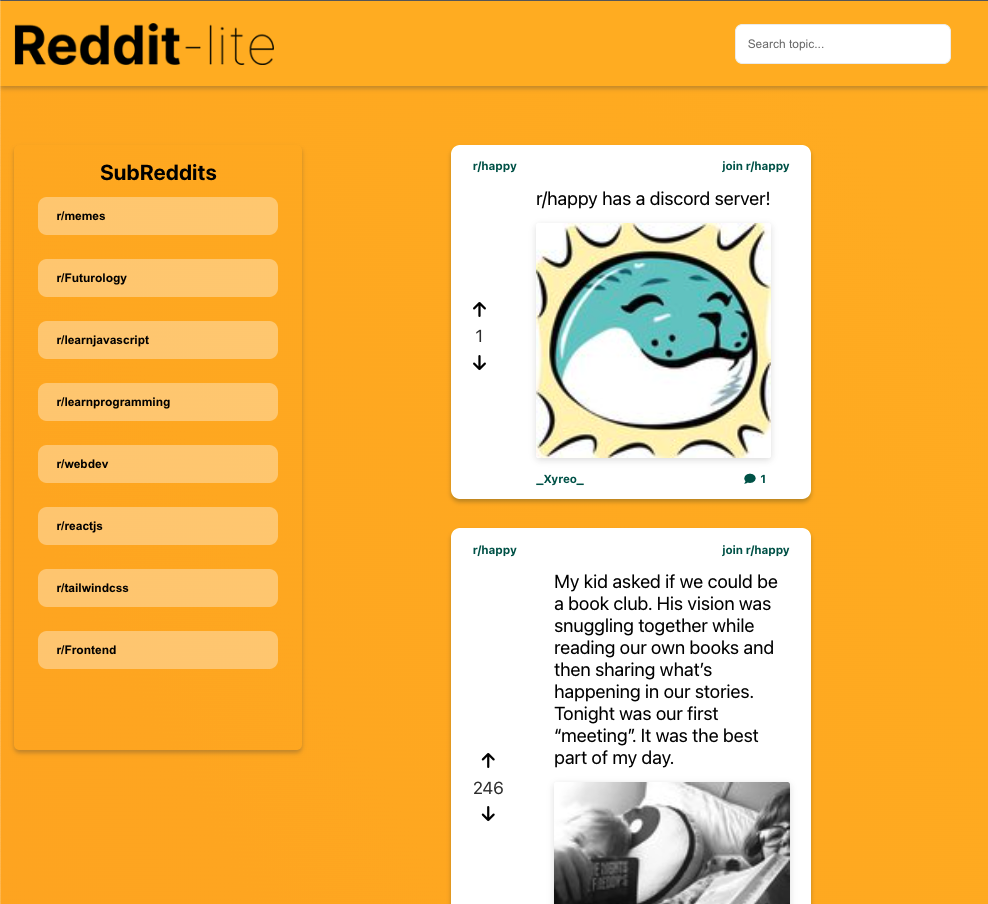 Reddit-lite
Search topic...
SubReddits
r/memes
r/Futurology
r/learnjavascript
r/learnprogramming
r/webdev
r/reactjs
r/tailwindcss
r/Frontend
r/happy
join r/happy
r/happy has a discord server!
1
_Xyreo_
1
r/happy
join r/happy
My kid asked if we could be
a book club. His vision was
snuggling together while
reading our own books and
then sharing what’s
happening in our stories.
Tonight was our first
“meeting”. It was the best
part of my day.
246
FREDDY'S